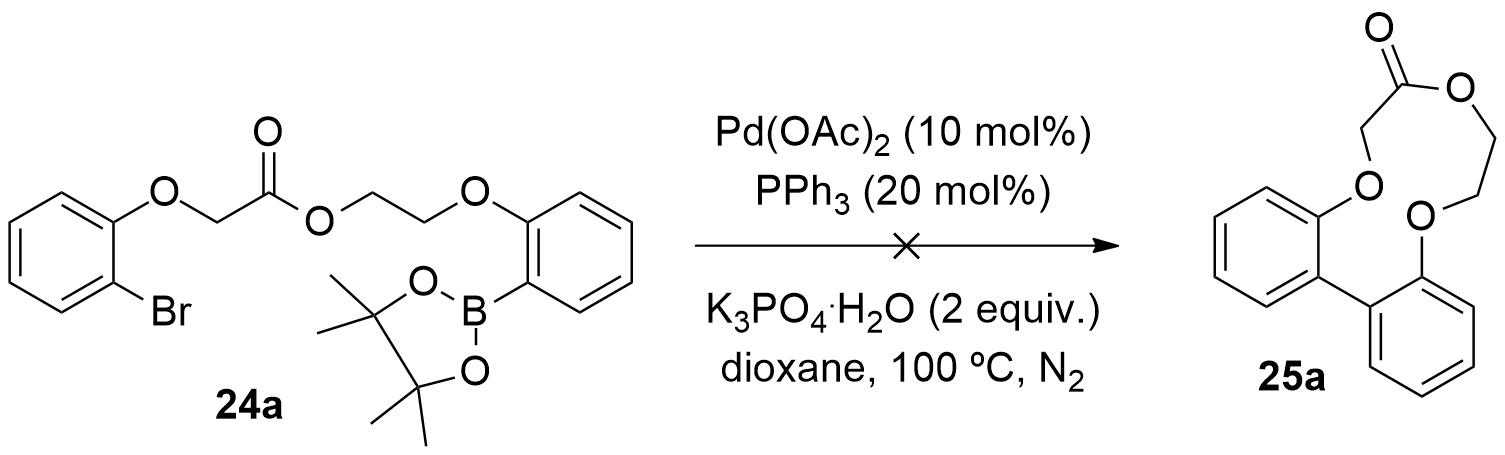 O
O
O
O
Br
O
B
O
24a
Pd(OAc)2 (10 mol%)
PPh3 (20 mol%)
K3PO4·H2O (2 equiv.)
dioxane, 100 ºC, N2
O
O
O
O
25a